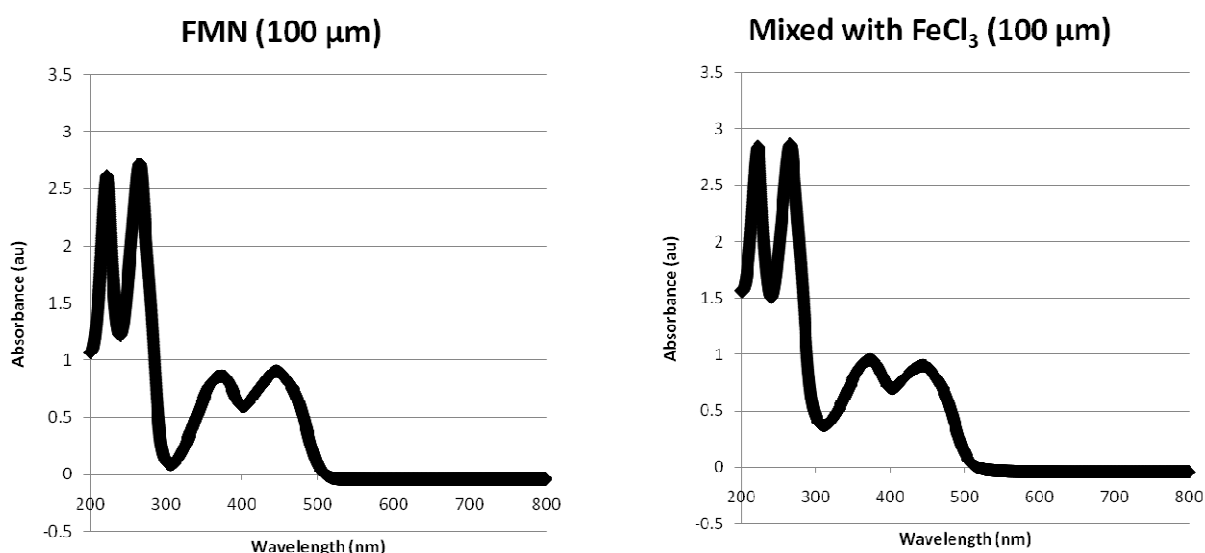 FMN (100 µm)
3.5
3
2.5
2
1.5
1
0.5
0
-0.5
200 300 400 500 600 700 800
Absorbance (au)
Wavelength (nm)
Mixed with FeCl₃ (100 µm)
3.5
3
2.5
2
1.5
1
0.5
0
-0.5
200 300 400 500 600 700 800
Absorbance (au)
Wavelength (nm)